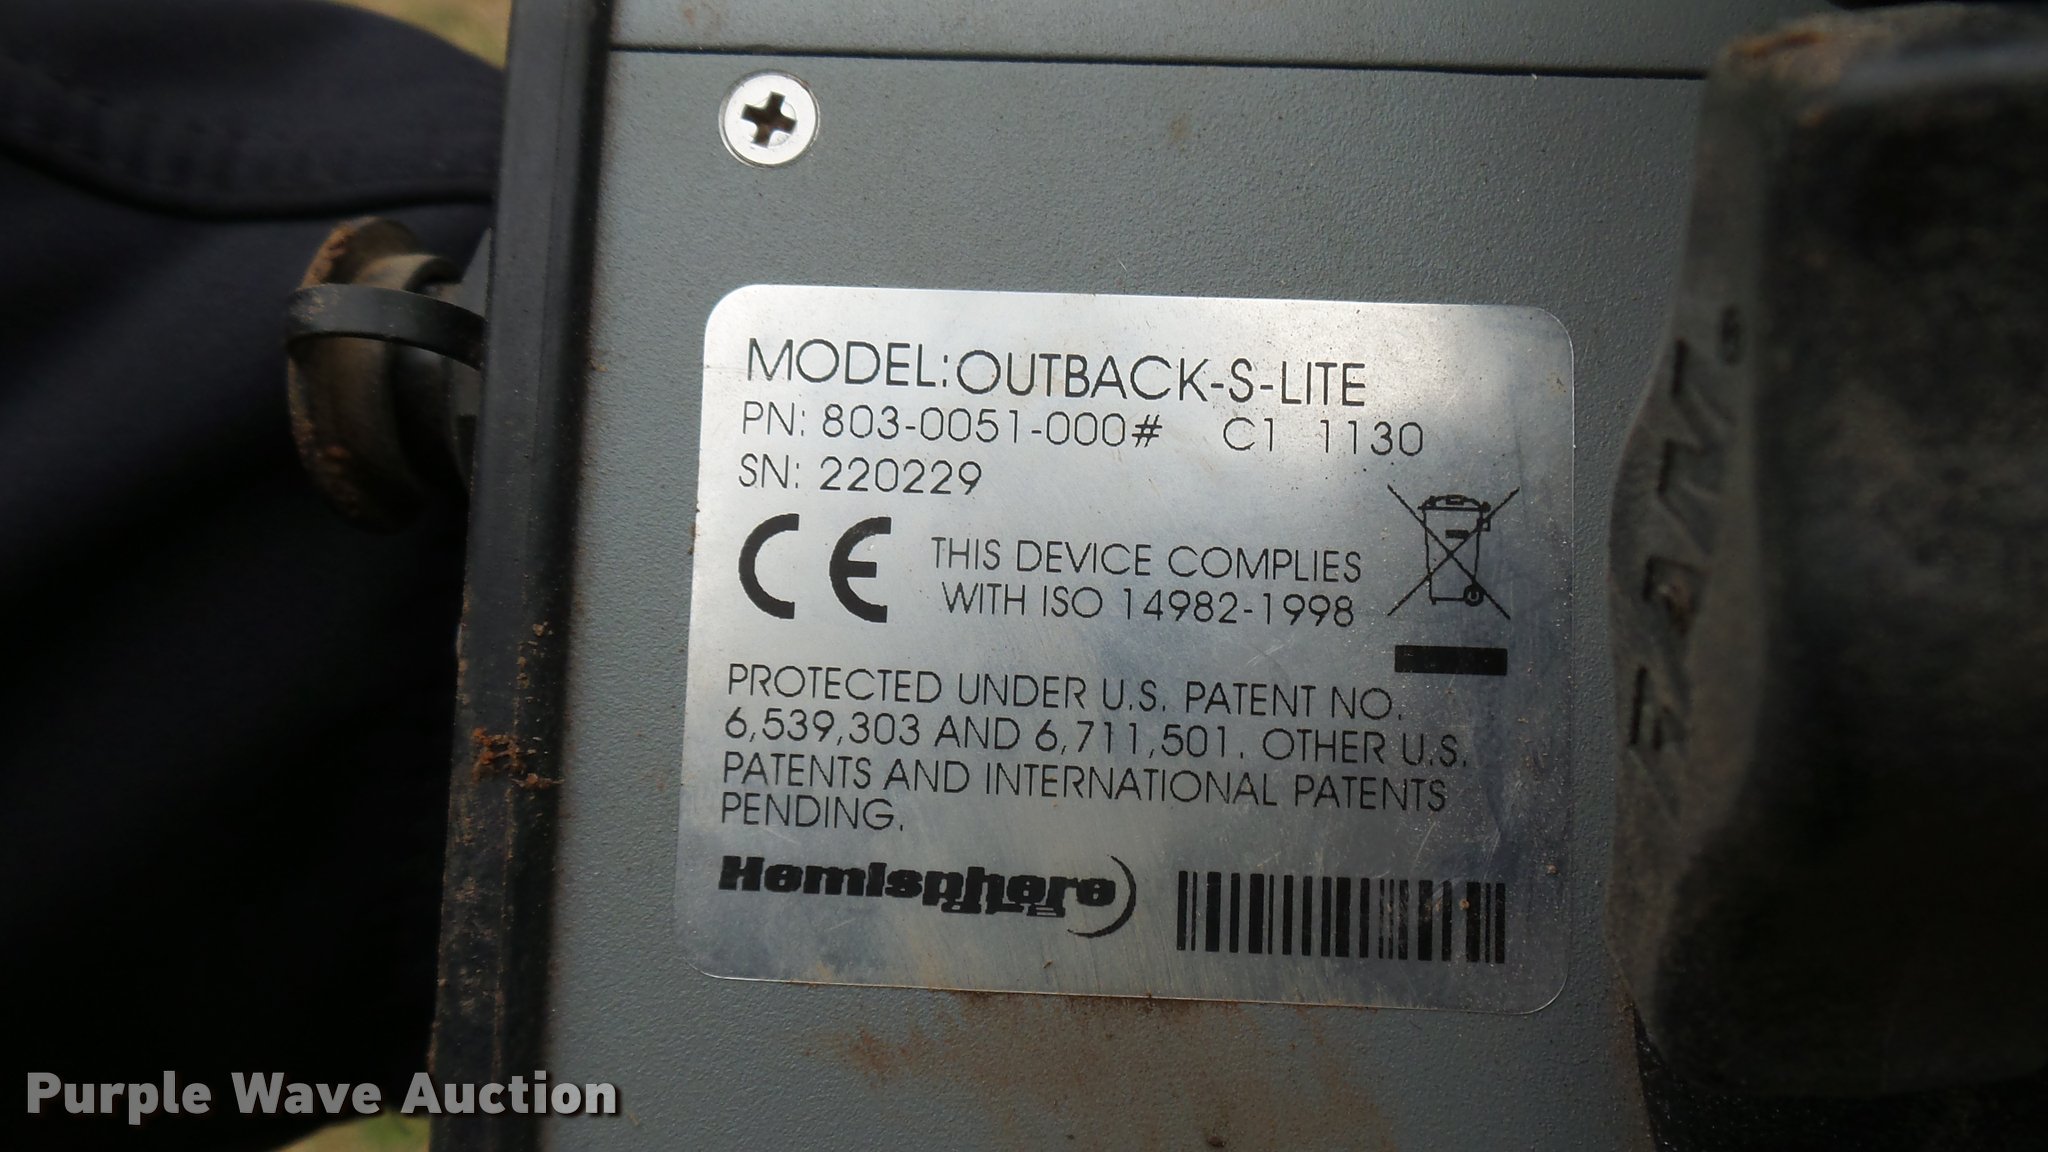 MODEL:OUTBACK-S-LITE
PN: 803-0051-000# C1 1130
SN: 220229
CE THIS DEVICE COMPLIES
WITH ISO 14982-1998
PROTECTED UNDER U.S. PATENT NO.
6,539,303 AND 6,711,501. OTHER U.S.
PATENTS AND INTERNATIONAL PATENTS
PENDING.
Hemisphere
GPS
RAM
Purple Wave Auction